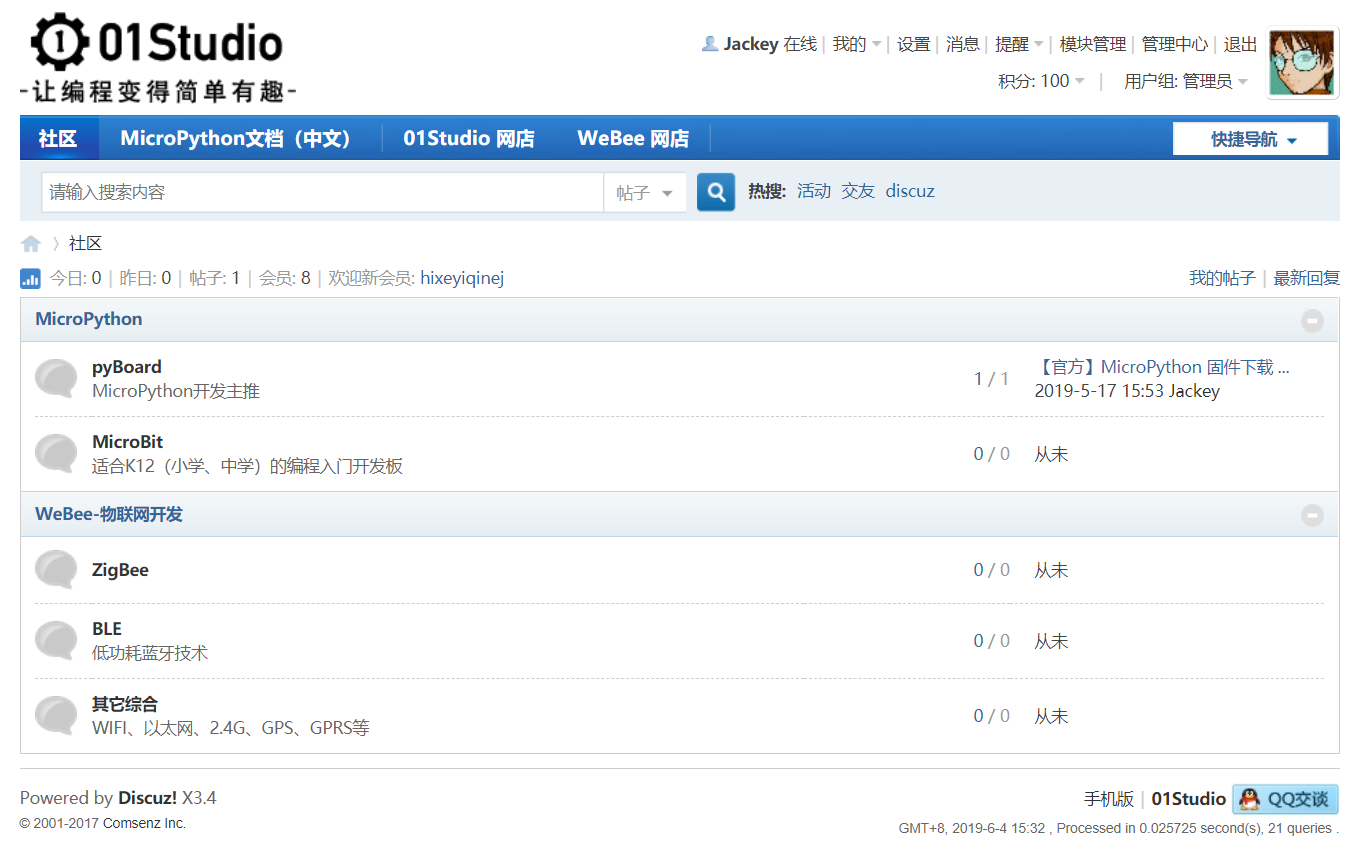 01Studio
-让编程变得简单有趣-
Jackey 在线 | 我的 | 设置 | 消息 | 提醒 | 模块管理 | 管理中心 | 退出
积分: 100 | 用户组: 管理员
社区 MicroPython文档（中文） 01Studio 网店 WeBee 网店 快捷导航
请输入搜索内容 帖子 热搜: 活动 交友 discuz
社区
今日: 0 | 昨日: 0 | 帖子: 1 | 会员: 8 | 欢迎新会员: hixeyiqinej 我的帖子 | 最新回复
MicroPython
pyBoard
MicroPython开发主推
1 / 1
【官方】MicroPython 固件下载 ...
2019-5-17 15:53 Jackey
MicroBit
适合K12（小学、中学）的编程入门开发板
0 / 0 从未
WeBee-物联网开发
ZigBee 0 / 0 从未
BLE
低功耗蓝牙技术
0 / 0 从未
其它综合
WIFI、以太网、2.4G、GPS、GPRS等
0 / 0 从未
Powered by Discuz! X3.4
© 2001-2017 Comsenz Inc.
手机版 | 01Studio QQ交谈
GMT+8, 2019-6-4 15:32 , Processed in 0.025725 second(s), 21 queries .